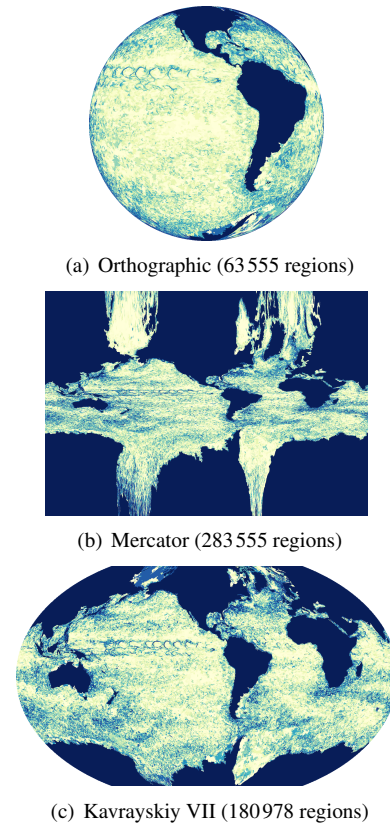 (a) Orthographic (63 555 regions)
(b) Mercator (283 555 regions)
(c) Kavrayskiy VII (180 978 regions)